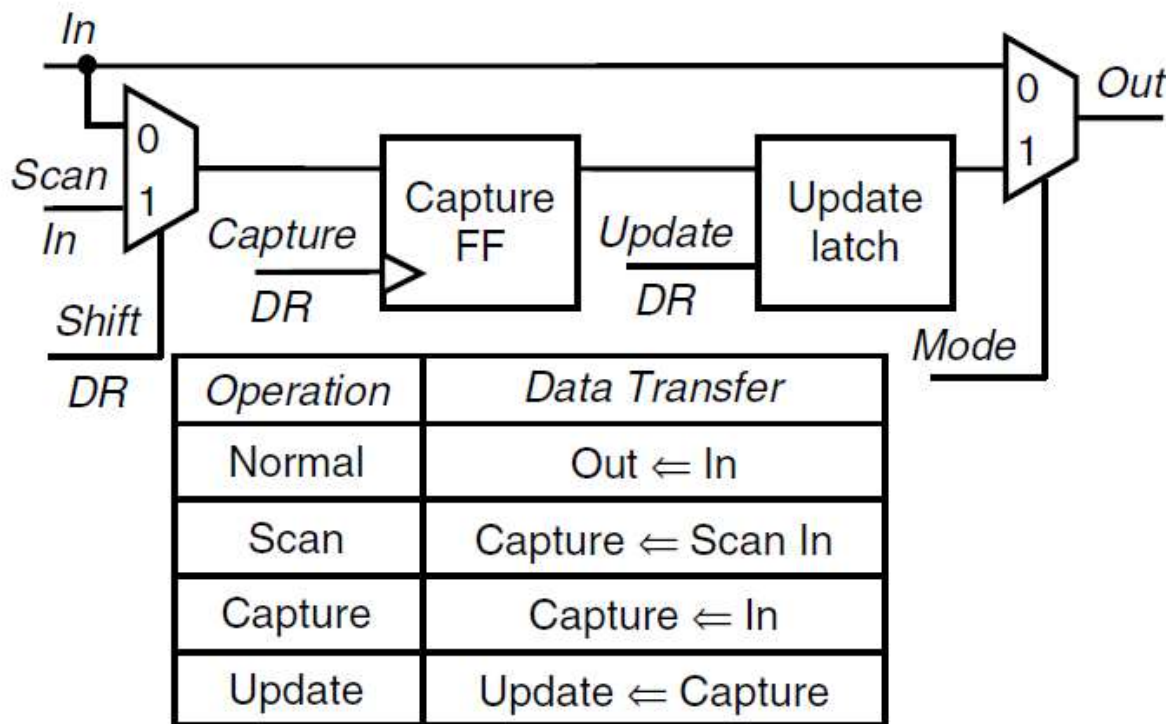 In
0
1
Out
0
1
Scan
In
Capture
FF
Update
latch
Capture
DR
Update
DR
Shift
DR
Mode
Operation Data Transfer
Normal Out ⇐ In
Scan Capture ⇐ Scan In
Capture Capture ⇐ In
Update Update ⇐ Capture